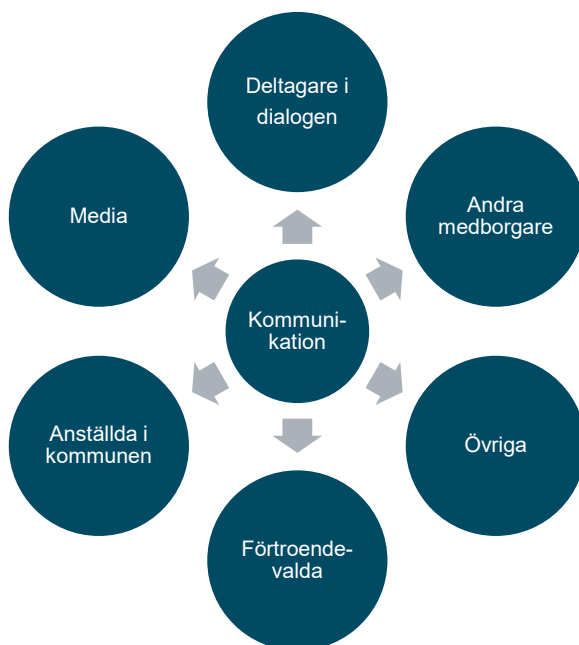 Deltagare i
dialogen
Media
Andra
medborgare
Kommuni-
kation
Anställda i
kommunen
Övriga
Förtroende-
valda